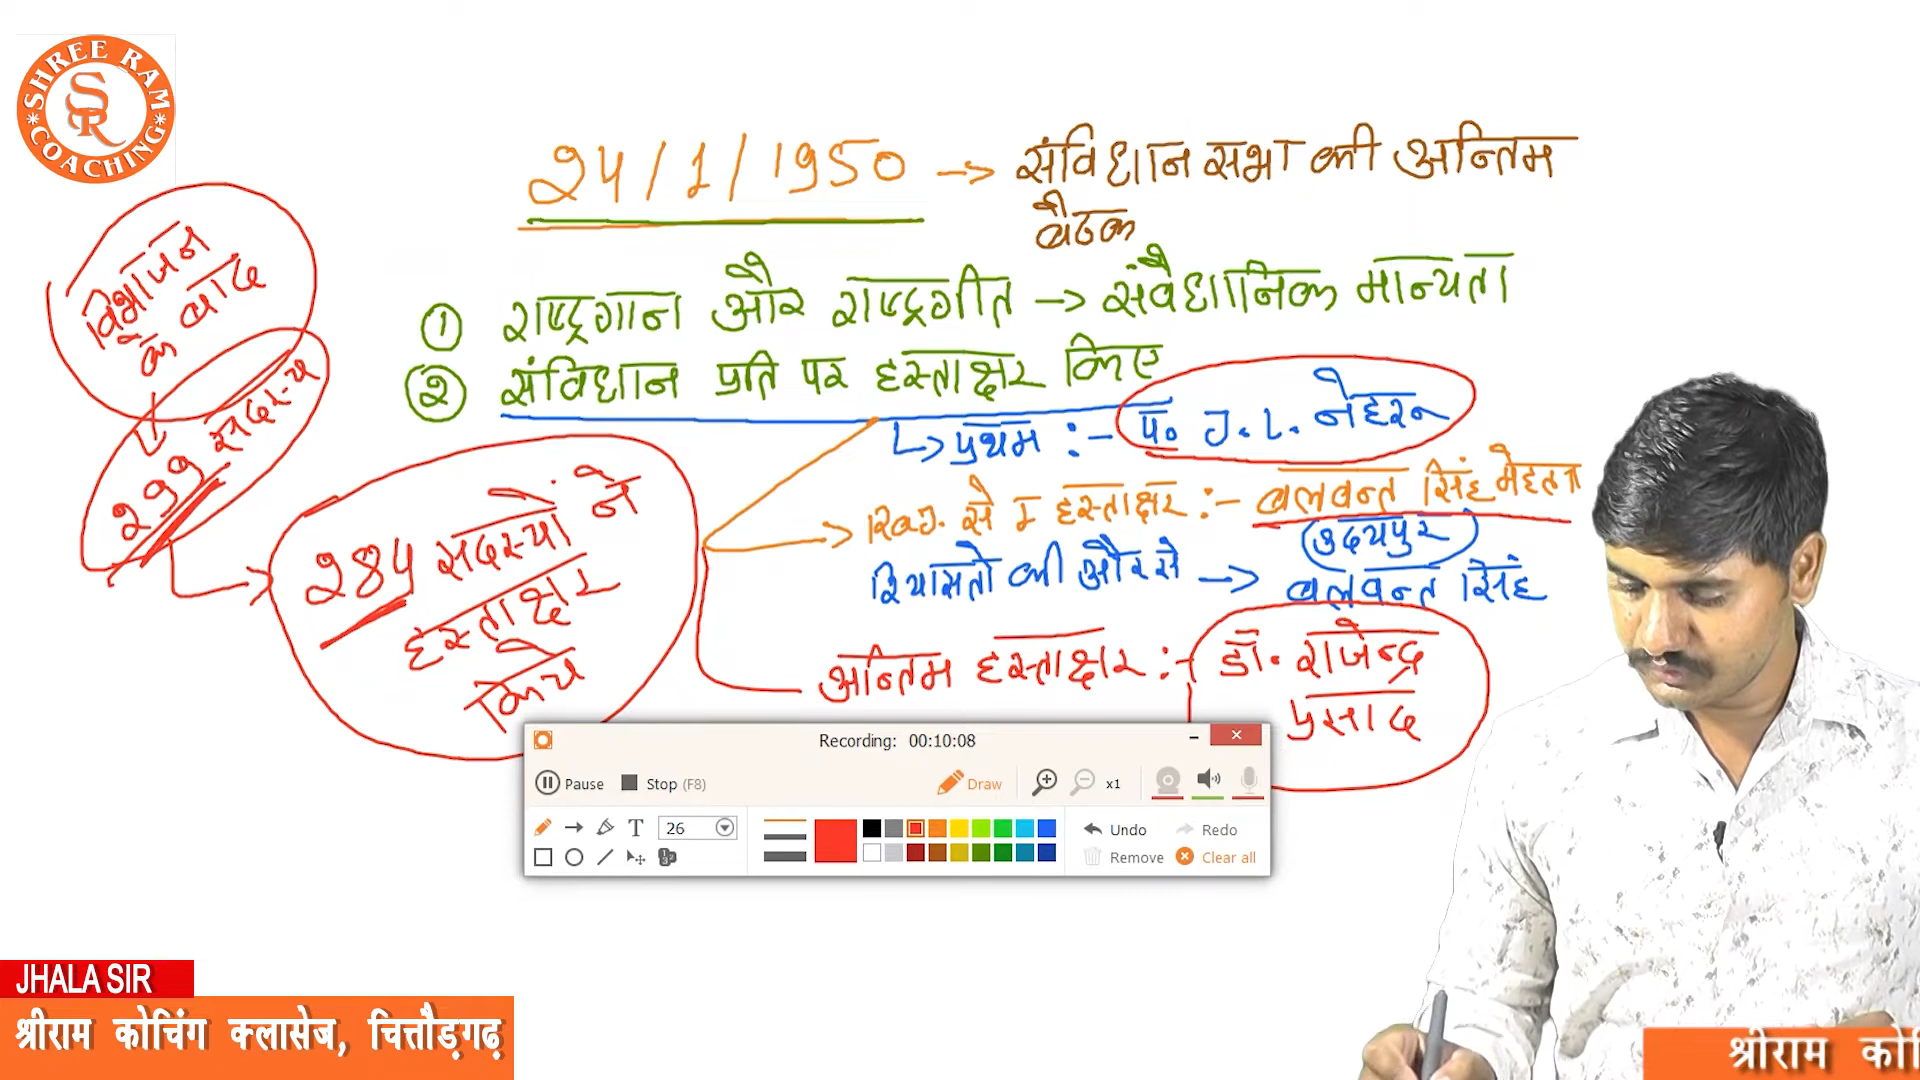 SHREE RAM
SR
COACHING
24/1/1950 → संविधान सभा की अन्तिम
बैठक
विभाजन
के बाद
299 सदस्य
① राष्ट्रगान और राष्ट्रगीत → संवैधानिक मान्यता
② संविधान प्रति पर हस्ताक्षर किए
↳ प्रथम :- पं. J.L. नेहरू
284 सदस्यों ने
हस्ताक्षर
किये
राज. से I हस्ताक्षर :- बलवन्त सिंह मेहता
उदयपुर
रियासतो की और से → बलवन्त सिंह
अन्तिम हस्ताक्षर :- डॉ. राजेन्द्र
प्रसाद
Recording: 00:10:08
Pause Stop (F8) Draw x1
T 26 Undo Redo
Remove Clear all
JHALA SIR
श्रीराम कोचिंग क्लासेज, चित्तौड़गढ़
श्रीराम